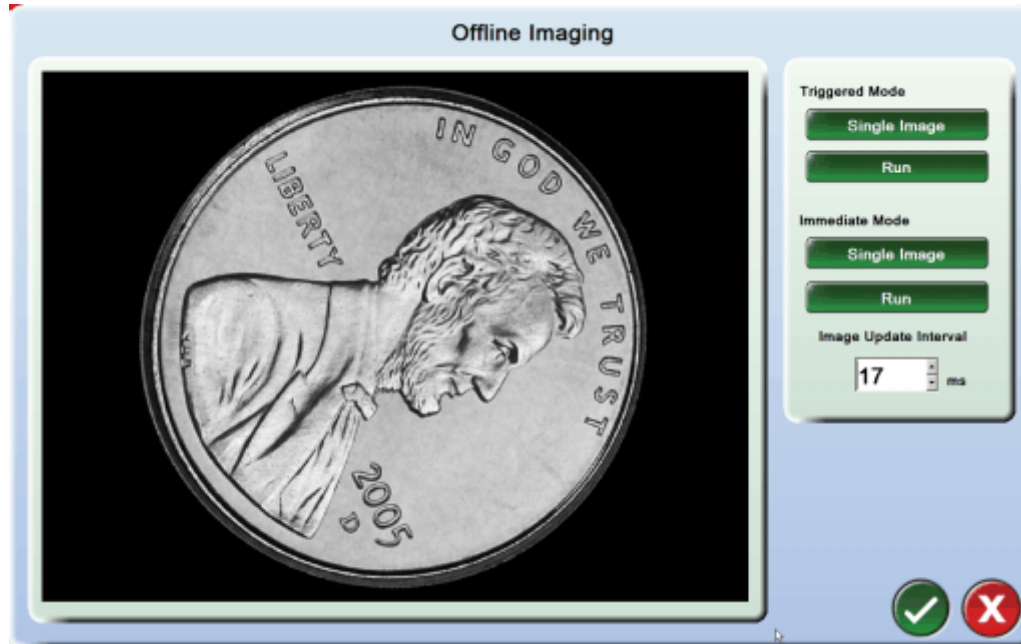 Offline Imaging
IN GOD WE TRUST
LIBERTY
2005
D
Triggered Mode
Single Image
Run
Immediate Mode
Single Image
Run
Image Update Interval
17 ms